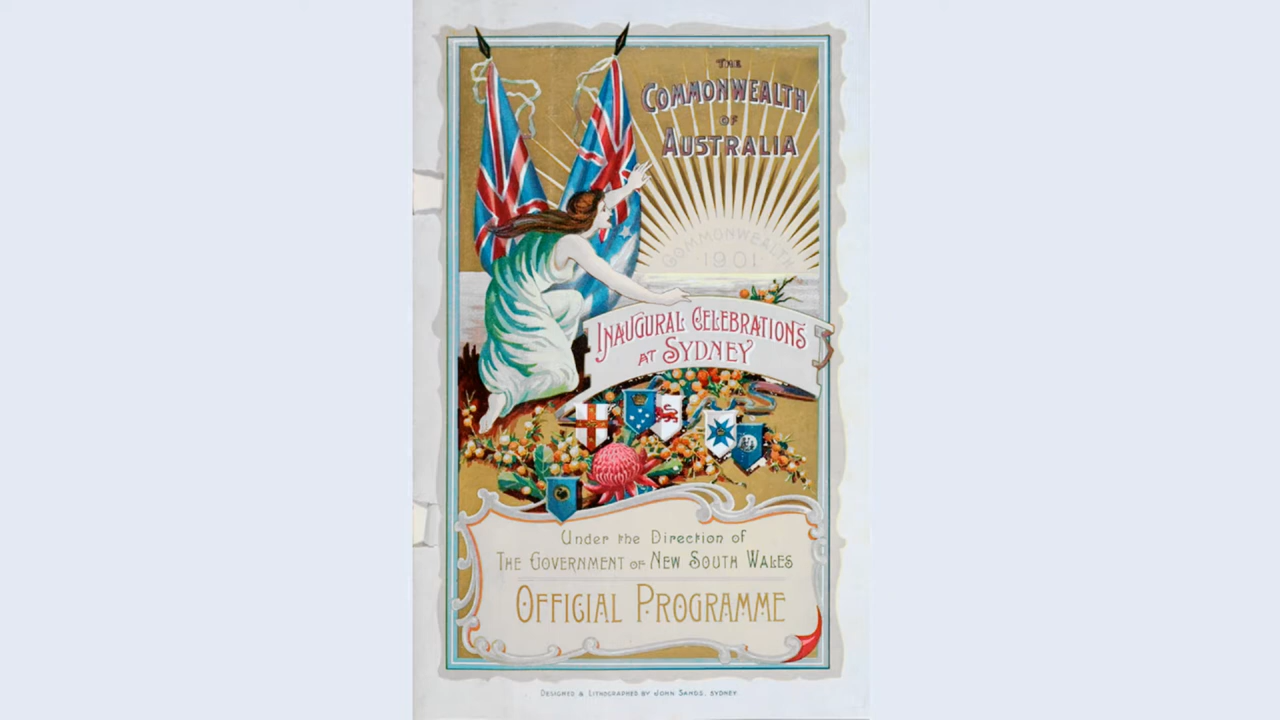 THE
COMMONWEALTH
OF
AUSTRALIA
COMMONWEALTH
1901
INAUGURAL CELEBRATIONS
AT SYDNEY
Under the Direction of
THE GOVERNMENT OF NEW SOUTH WALES
OFFICIAL PROGRAMME
DESIGNED & LITHOGRAPHED BY JOHN SANDS. SYDNEY